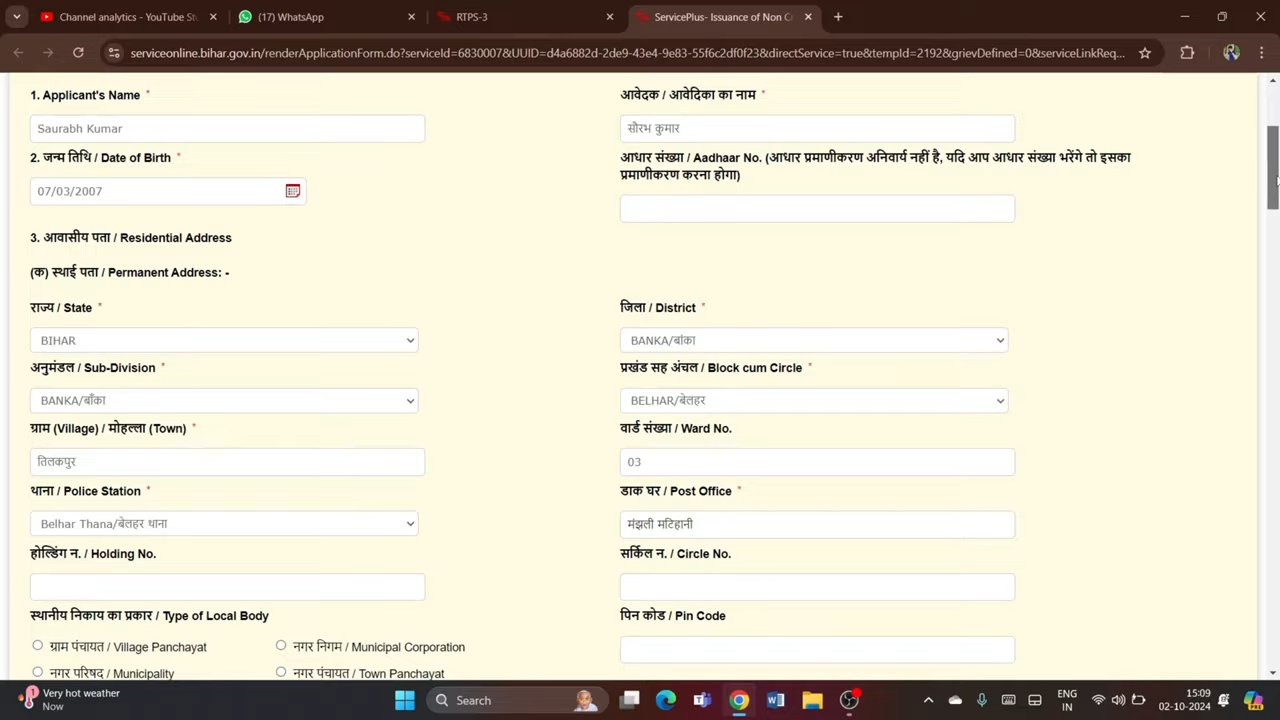 Channel analytics - YouTube St
(17) WhatsApp
RTPS-3
ServicePlus- Issuance of Non C
serviceonline.bihar.gov.in/renderApplicationForm.do?serviceId=6830007&UUID=d4a6882d-2de9-43e4-9e83-55f6c2df0f23&directService=true&tempId=2192&grievDefined=0&serviceLinkReq...
1. Applicant's Name *
आवेदक / आवेदिका का नाम *
Saurabh Kumar
सौरभ कुमार
2. जन्म तिथि / Date of Birth *
आधार संख्या / Aadhaar No. (आधार प्रमाणीकरण अनिवार्य नहीं है, यदि आप आधार संख्या भरेंगे तो इसका
प्रमाणीकरण करना होगा)
07/03/2007
3. आवासीय पता / Residential Address
(क) स्थाई पता / Permanent Address: -
राज्य / State *
जिला / District *
BIHAR
BANKA/बांका
अनुमंडल / Sub-Division *
प्रखंड सह अंचल / Block cum Circle *
BANKA/बाँका
BELHAR/बेलहर
ग्राम (Village) / मोहल्ला (Town) *
वार्ड संख्या / Ward No.
तिलकपुर
03
थाना / Police Station *
डाक घर / Post Office *
Belhar Thana/बेलहर थाना
मंझली मटिहानी
होल्डिंग न. / Holding No.
सर्किल न. / Circle No.
स्थानीय निकाय का प्रकार / Type of Local Body
पिन कोड / Pin Code
ग्राम पंचायत / Village Panchayat
नगर निगम / Municipal Corporation
नगर परिषद / Municipality
नगर पंचायत / Town Panchayat
Very hot weather
Now
1
Search
ENG
IN
15:09
02-10-2024